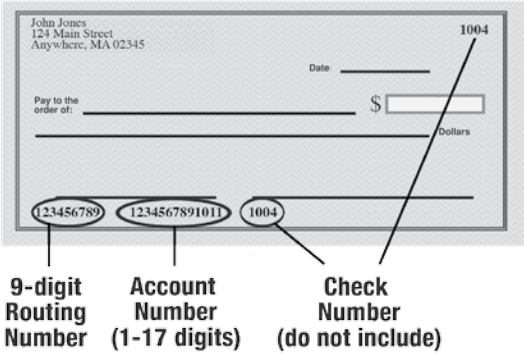 John Jones
124 Main Street
Anywhere, MA 02345
1004
Date:
Pay to the
order of:
$
Dollars
123456789 1234567891011 1004
9-digit
Routing
Number
Account
Number
(1-17 digits)
Check
Number
(do not include)